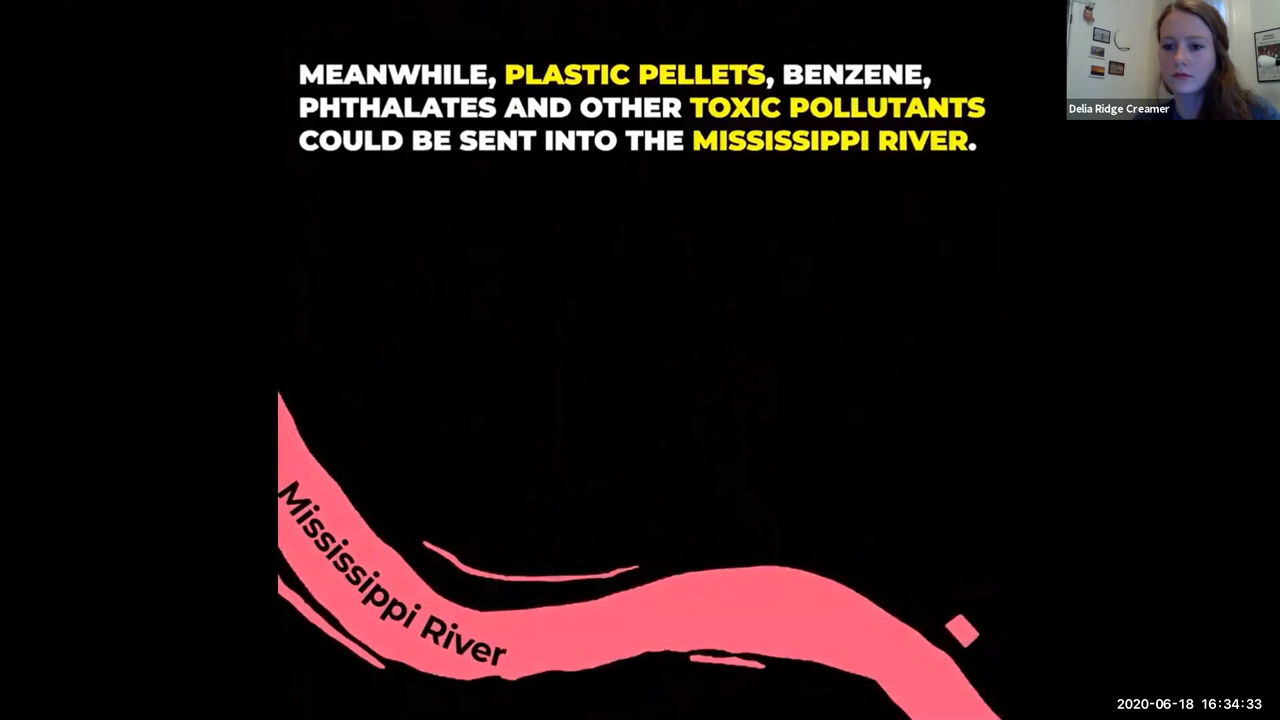 MEANWHILE, PLASTIC PELLETS, BENZENE,
PHTHALATES AND OTHER TOXIC POLLUTANTS
COULD BE SENT INTO THE MISSISSIPPI RIVER.
Delia Ridge Creamer
Mississippi River
2020-06-18 16:34:33